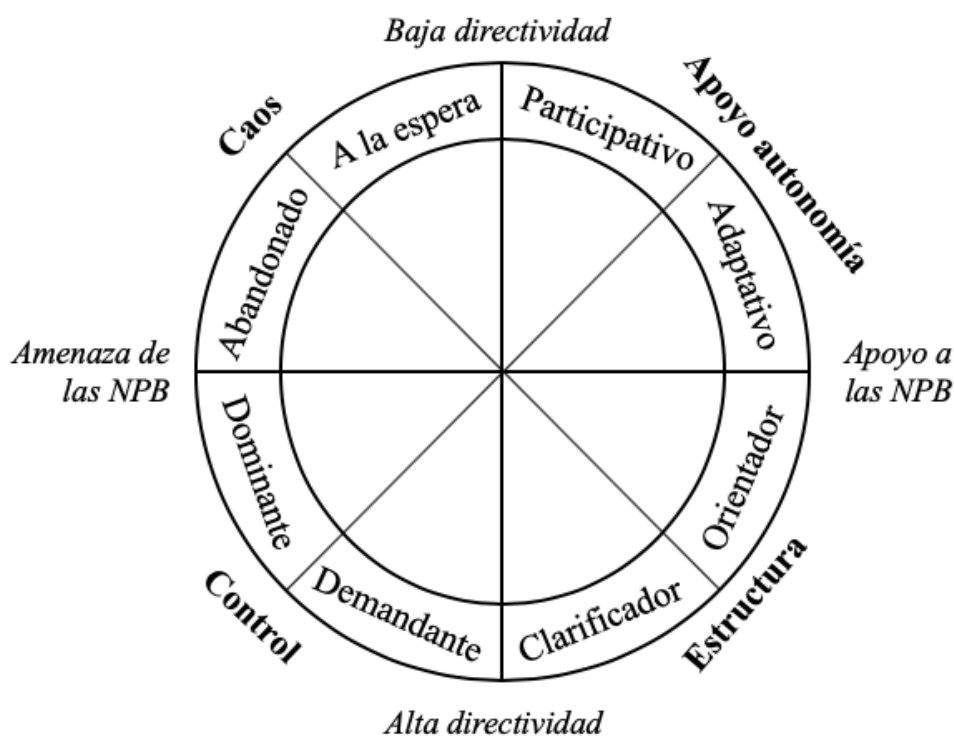 Baja directividad
Caos
Apoyo autonomía
A la espera
Participativo
Abandonado
Adaptativo
Amenaza de
las NPB
Apoyo a
las NPB
Dominante
Orientador
Control
Demandante
Clarificador
Estructura
Alta directividad